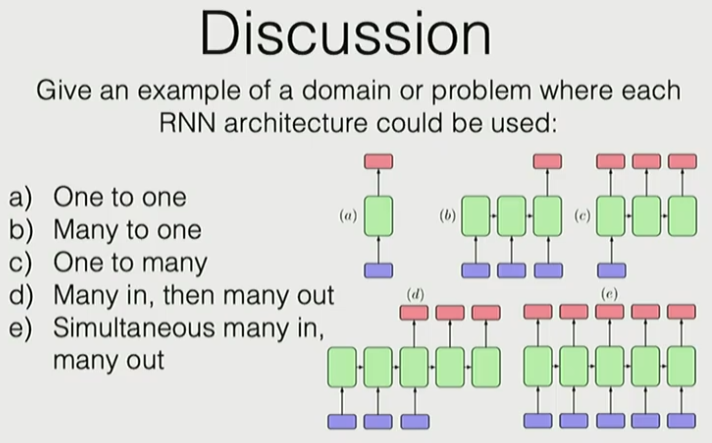 Discussion
Give an example of a domain or problem where each
RNN architecture could be used:
a) One to one
b) Many to one
c) One to many
d) Many in, then many out
e) Simultaneous many in,
many out
(a)
(b)
(c)
(d)
(e)